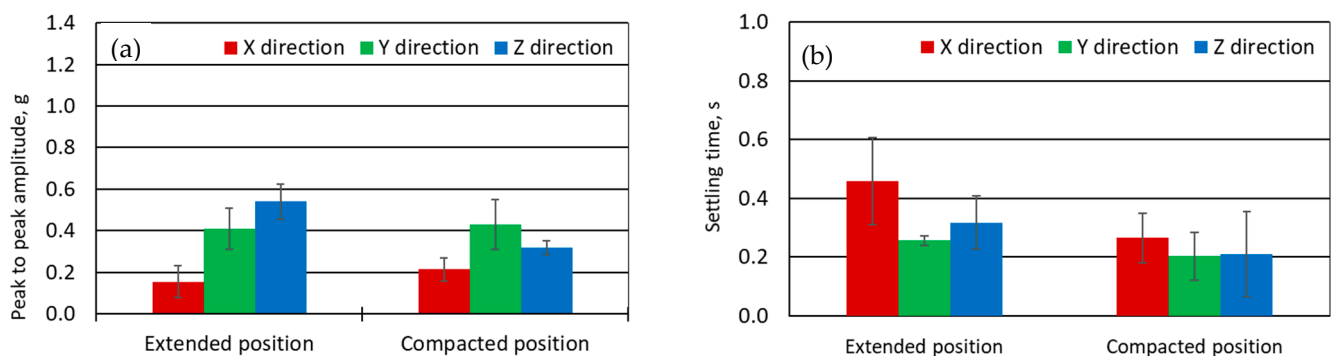 (a)
X direction Y direction Z direction
Peak to peak amplitude, g
1.4
1.2
1.0
0.8
0.6
0.4
0.2
0.0
Extended position Compacted position
(b)
X direction Y direction Z direction
Settling time, s
1.0
0.8
0.6
0.4
0.2
0.0
Extended position Compacted position